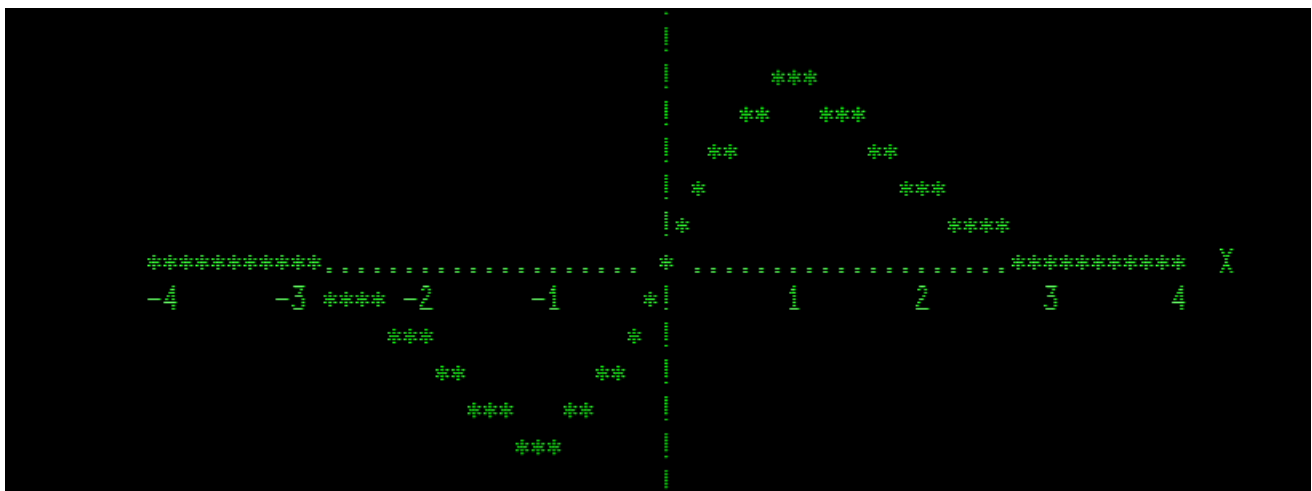 |
|
| ***
| ** ***
| ** **
| * ***
| * ****
***********.................... * ....................*********** X
-4 -3 **** -2 -1 *| 1 2 3 4
*** * |
** ** |
*** ** |
*** |
|